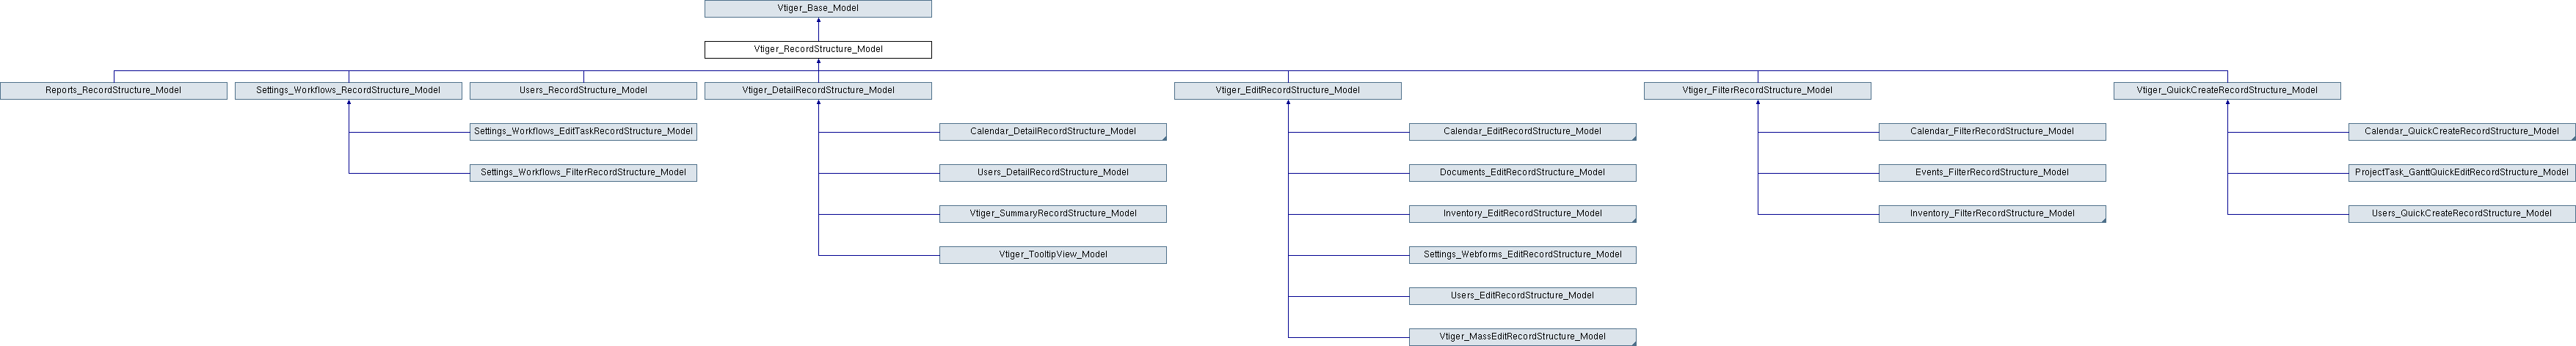 Vtiger_Base_Model
Vtiger_RecordStructure_Model
Reports_RecordStructure_Model
Settings_Workflows_RecordStructure_Model
Users_RecordStructure_Model
Vtiger_DetailRecordStructure_Model
Vtiger_EditRecordStructure_Model
Vtiger_FilterRecordStructure_Model
Vtiger_QuickCreateRecordStructure_Model
Settings_Workflows_EditTaskRecordStructure_Model
Calendar_DetailRecordStructure_Model
Calendar_EditRecordStructure_Model
Calendar_FilterRecordStructure_Model
Calendar_QuickCreateRecordStructure_Model
Settings_Workflows_FilterRecordStructure_Model
Users_DetailRecordStructure_Model
Documents_EditRecordStructure_Model
Events_FilterRecordStructure_Model
ProjectTask_GanttQuickEditRecordStructure_Model
Vtiger_SummaryRecordStructure_Model
Inventory_EditRecordStructure_Model
Inventory_FilterRecordStructure_Model
Users_QuickCreateRecordStructure_Model
Vtiger_TooltipView_Model
Settings_Webforms_EditRecordStructure_Model
Users_EditRecordStructure_Model
Vtiger_MassEditRecordStructure_Model